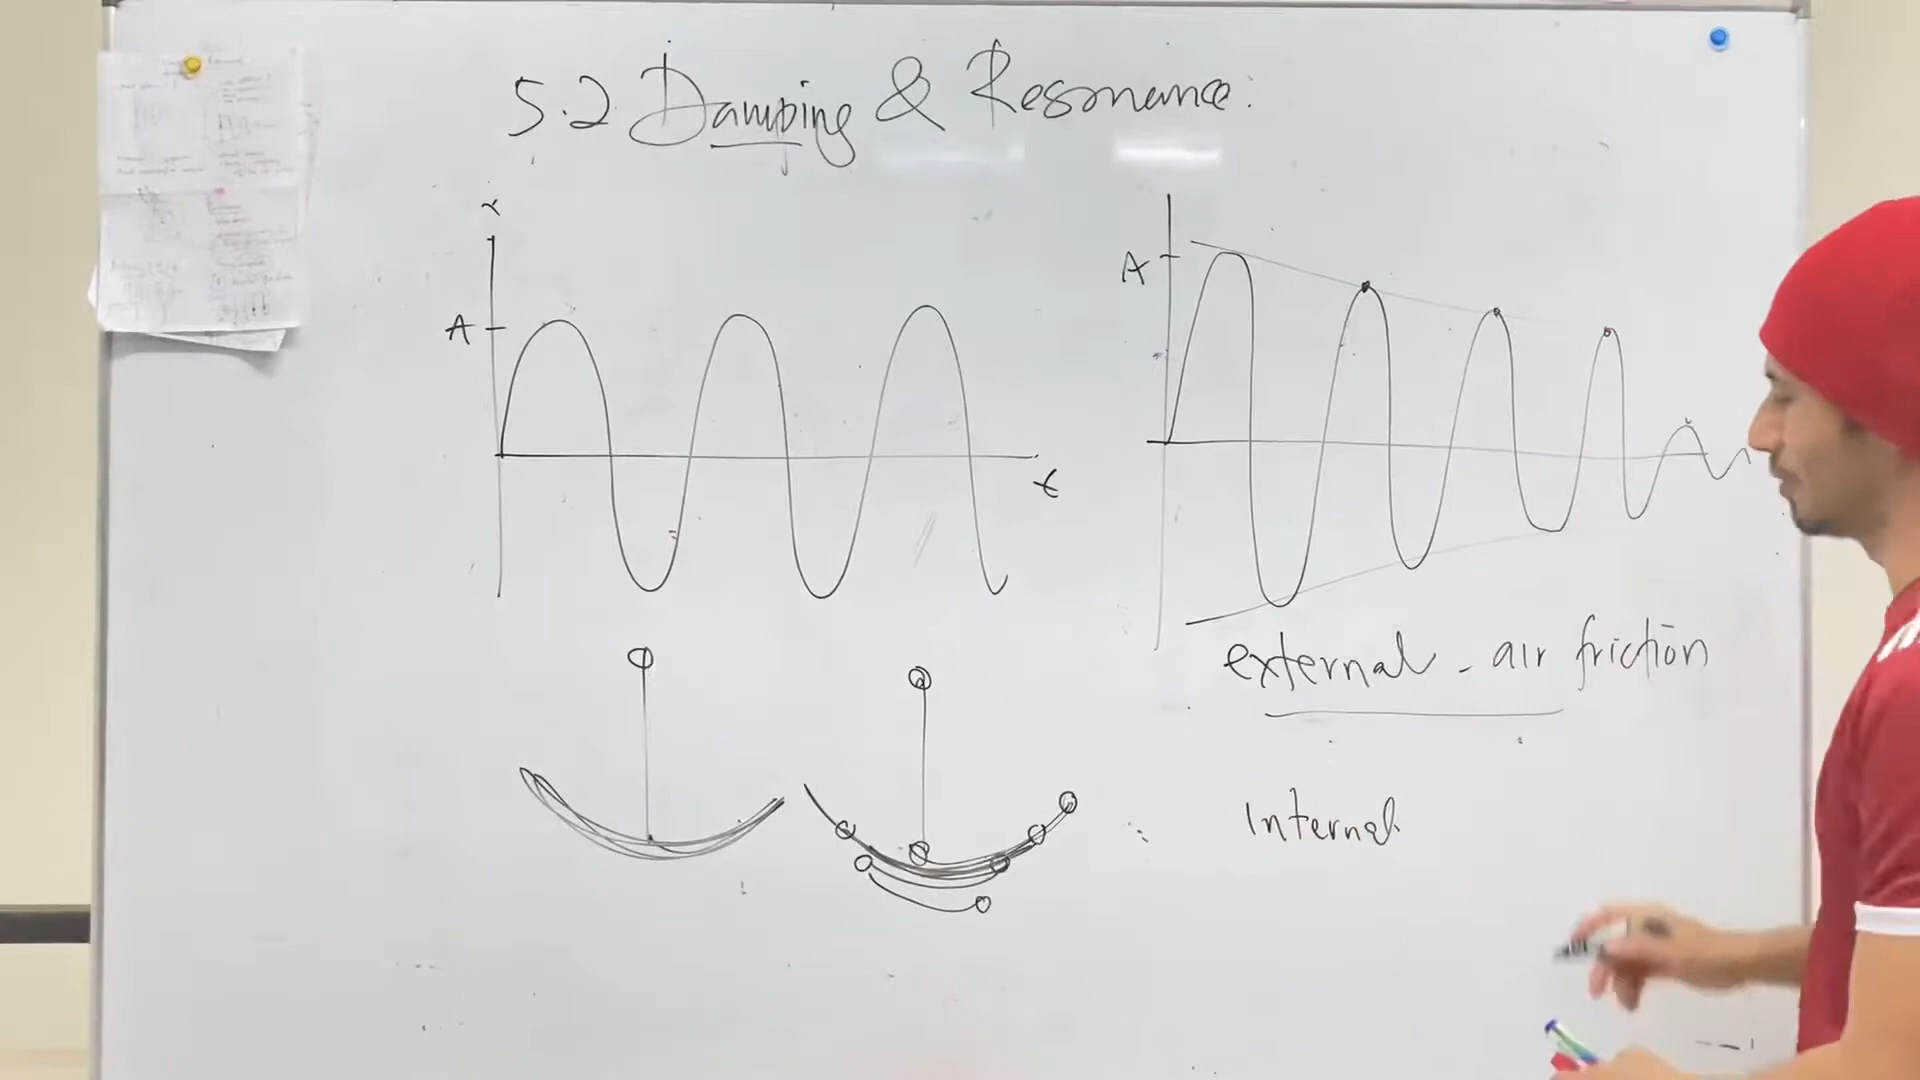 5.2 Damping & Resonance:
x
A
t
A
external - air friction
Internal